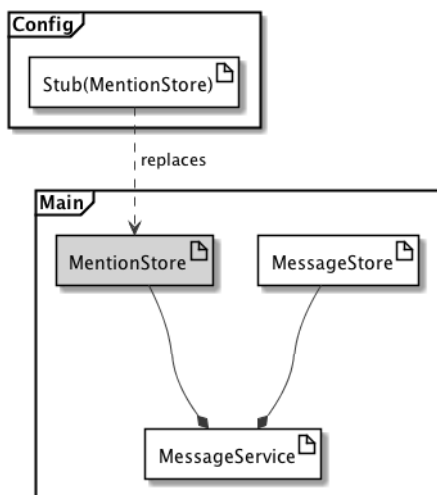 Config
Stub(MentionStore)
replaces
Main
MentionStore
MessageStore
MessageService